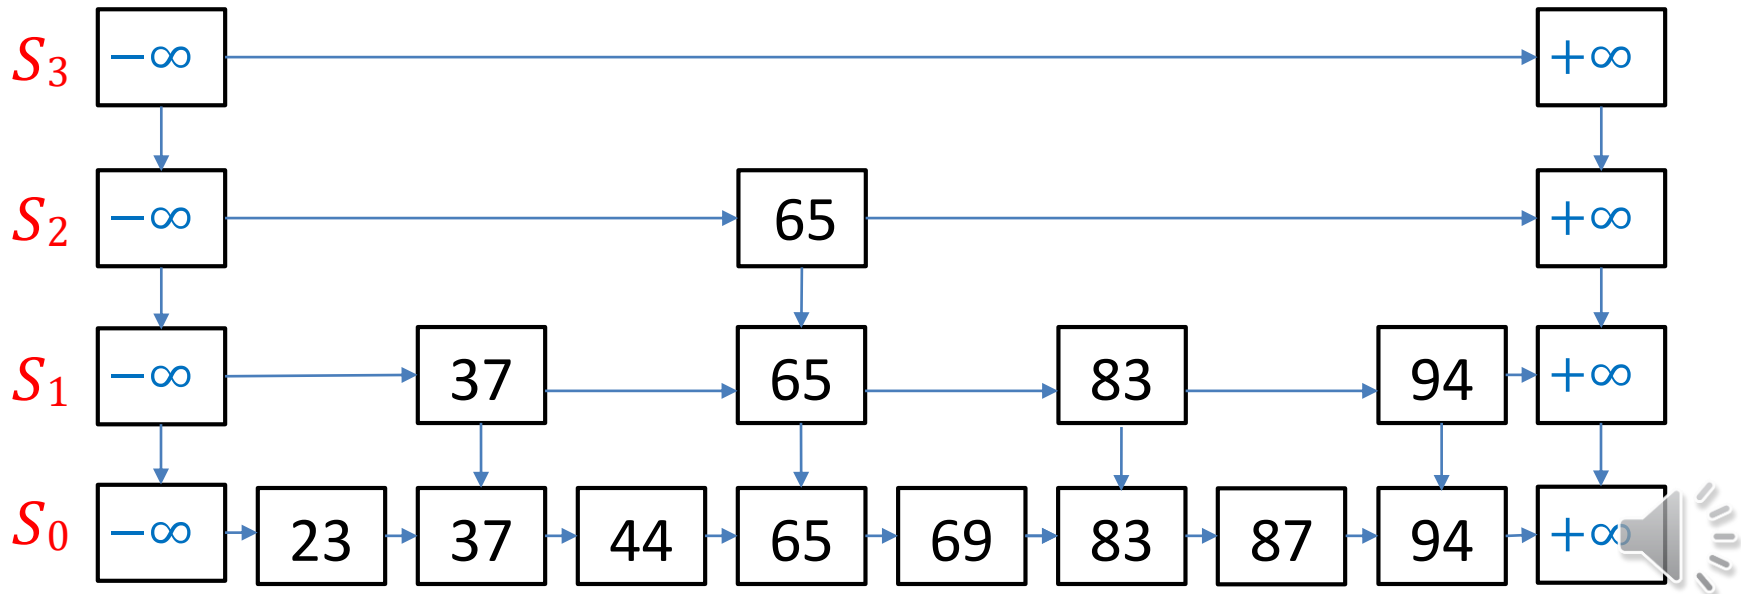 S3 −∞ +∞
S2 −∞ 65 +∞
S1 −∞ 37 65 83 94 +∞
S0 −∞ 23 37 44 65 69 83 87 94 +∞